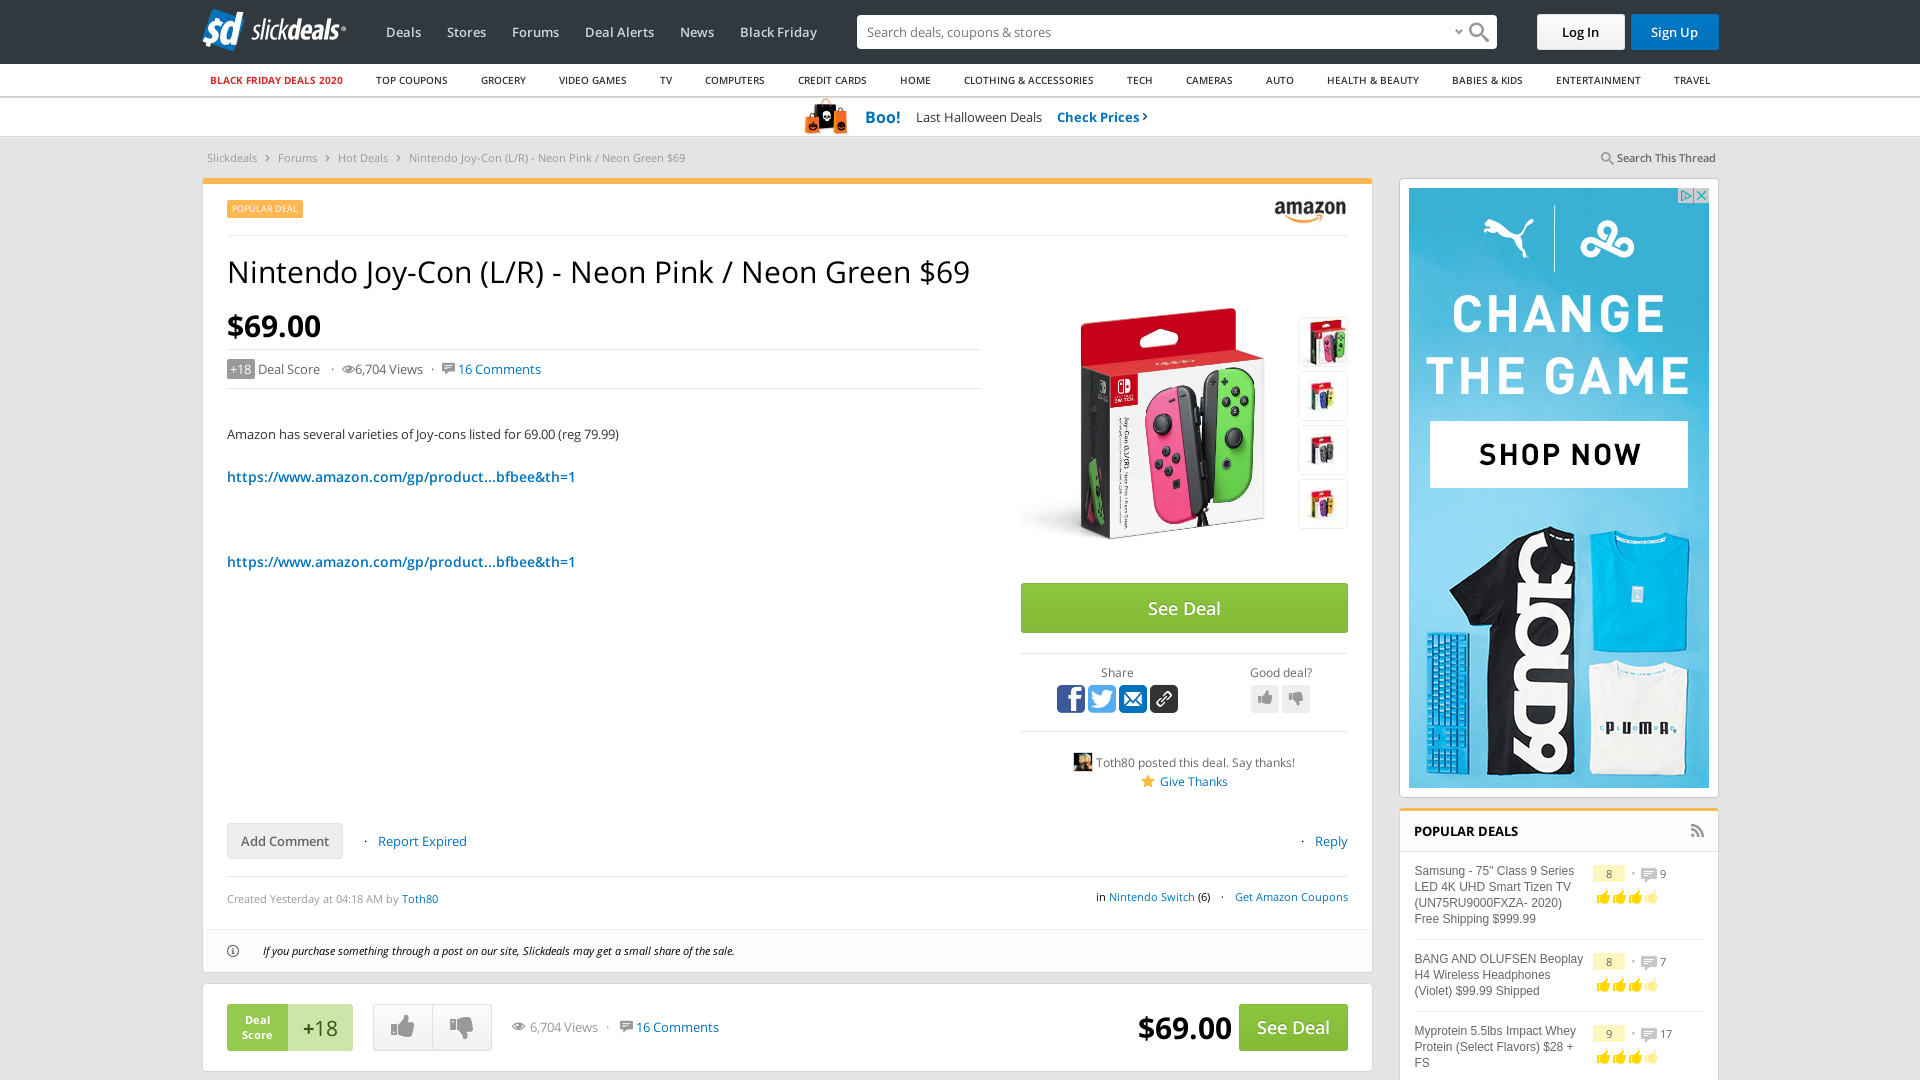 slickdeals
Deals
Stores
Forums
Deal Alerts
News
Black Friday
Search deals, coupons & stores
Log In
Sign Up
BLACK FRIDAY DEALS 2020
TOP COUPONS
GROCERY
VIDEO GAMES
TV
COMPUTERS
CREDIT CARDS
HOME
CLOTHING & ACCESSORIES
TECH
CAMERAS
AUTO
HEALTH & BEAUTY
BABIES & KIDS
ENTERTAINMENT
TRAVEL
Boo! Last Halloween Deals Check Prices ›
Slickdeals › Forums › Hot Deals › Nintendo Joy-Con (L/R) - Neon Pink / Neon Green $69
Search This Thread
POPULAR DEAL
amazon
Nintendo Joy-Con (L/R) - Neon Pink / Neon Green $69
$69.00
+18 Deal Score · 6,704 Views · 16 Comments
Amazon has several varieties of Joy-cons listed for 69.00 (reg 79.99)
https://www.amazon.com/gp/product...bfbee&th=1
https://www.amazon.com/gp/product...bfbee&th=1
See Deal
Share
Good deal?
Toth80 posted this deal. Say thanks!
Give Thanks
Add Comment
· Report Expired
· Reply
Created Yesterday at 04:18 AM by Toth80
in Nintendo Switch (6) · Get Amazon Coupons
If you purchase something through a post on our site, Slickdeals may get a small share of the sale.
Deal
Score
+18
6,704 Views · 16 Comments
$69.00
See Deal
CHANGE
THE GAME
SHOP NOW
CLOUD9
PUMA
POPULAR DEALS
Samsung - 75" Class 9 Series
LED 4K UHD Smart Tizen TV
(UN75RU9000FXZA- 2020)
Free Shipping $999.99
8 · 9
BANG AND OLUFSEN Beoplay
H4 Wireless Headphones
(Violet) $99.99 Shipped
8 · 7
Myprotein 5.5lbs Impact Whey
Protein (Select Flavors) $28 +
FS
9 · 17